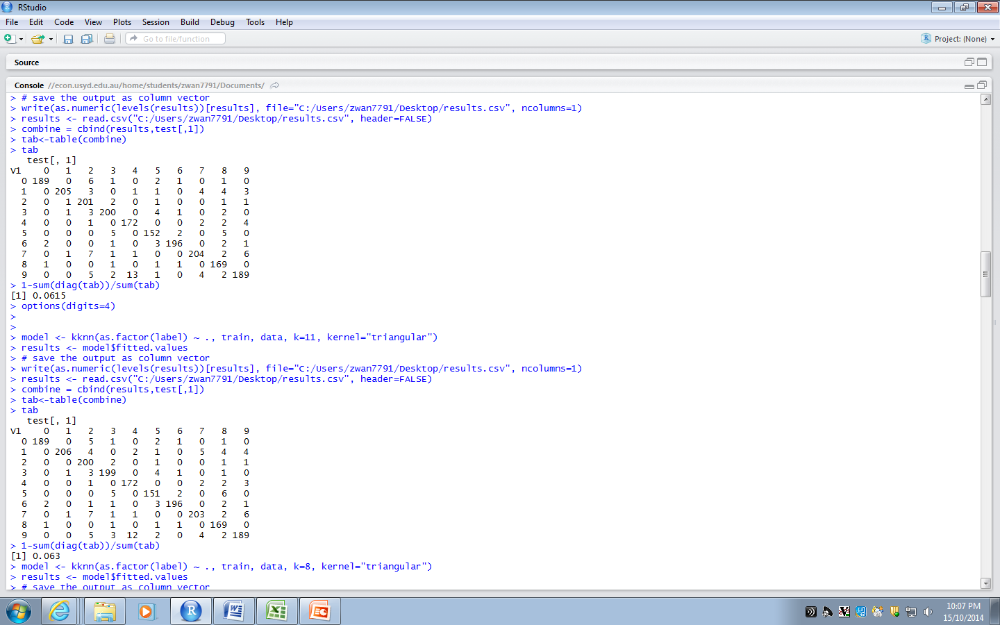 RStudio
File Edit Code View Plots Session Build Debug Tools Help
Go to file/function
Project: (None)
Source
Console //econ.usyd.edu.au/home/students/zwan7791/Documents/
> # save the output as column vector
> write(as.numeric(levels(results))[results], file="C:/Users/zwan7791/Desktop/results.csv", ncolumns=1)
> results <- read.csv("C:/Users/zwan7791/Desktop/results.csv", header=FALSE)
> combine = cbind(results,test[,1])
> tab<-table(combine)
> tab
test[, 1]
V1 0 1 2 3 4 5 6 7 8 9
0 189 0 6 1 0 2 1 0 1 0
1 0 205 3 0 1 1 0 4 4 3
2 0 1 201 2 0 1 0 0 1 1
3 0 1 3 200 0 4 1 0 2 0
4 0 0 1 0 172 0 0 2 2 4
5 0 0 0 5 0 152 2 0 5 0
6 2 0 0 1 0 3 196 0 2 1
7 0 1 7 1 1 0 0 204 2 6
8 1 0 0 1 0 1 1 0 169 0
9 0 0 5 2 13 1 0 4 2 189
> 1-sum(diag(tab))/sum(tab)
[1] 0.0615
> options(digits=4)
>
>
> model <- kknn(as.factor(label) ~ ., train, data, k=11, kernel="triangular")
> results <- model$fitted.values
> # save the output as column vector
> write(as.numeric(levels(results))[results], file="C:/Users/zwan7791/Desktop/results.csv", ncolumns=1)
> results <- read.csv("C:/Users/zwan7791/Desktop/results.csv", header=FALSE)
> combine = cbind(results,test[,1])
> tab<-table(combine)
> tab
test[, 1]
V1 0 1 2 3 4 5 6 7 8 9
0 189 0 5 1 0 2 1 0 1 0
1 0 206 4 0 2 1 0 5 4 4
2 0 0 200 2 0 1 0 0 1 1
3 0 1 3 199 0 4 1 0 1 0
4 0 0 1 0 172 0 0 2 2 3
5 0 0 0 5 0 151 2 0 6 0
6 2 0 1 1 0 3 196 0 2 1
7 0 1 7 1 1 0 0 203 2 6
8 1 0 0 1 0 1 1 0 169 0
9 0 0 5 3 12 2 0 4 2 189
> 1-sum(diag(tab))/sum(tab)
[1] 0.063
> model <- kknn(as.factor(label) ~ ., train, data, k=8, kernel="triangular")
> results <- model$fitted.values
> # save the output as column vector
10:07 PM
15/10/2014